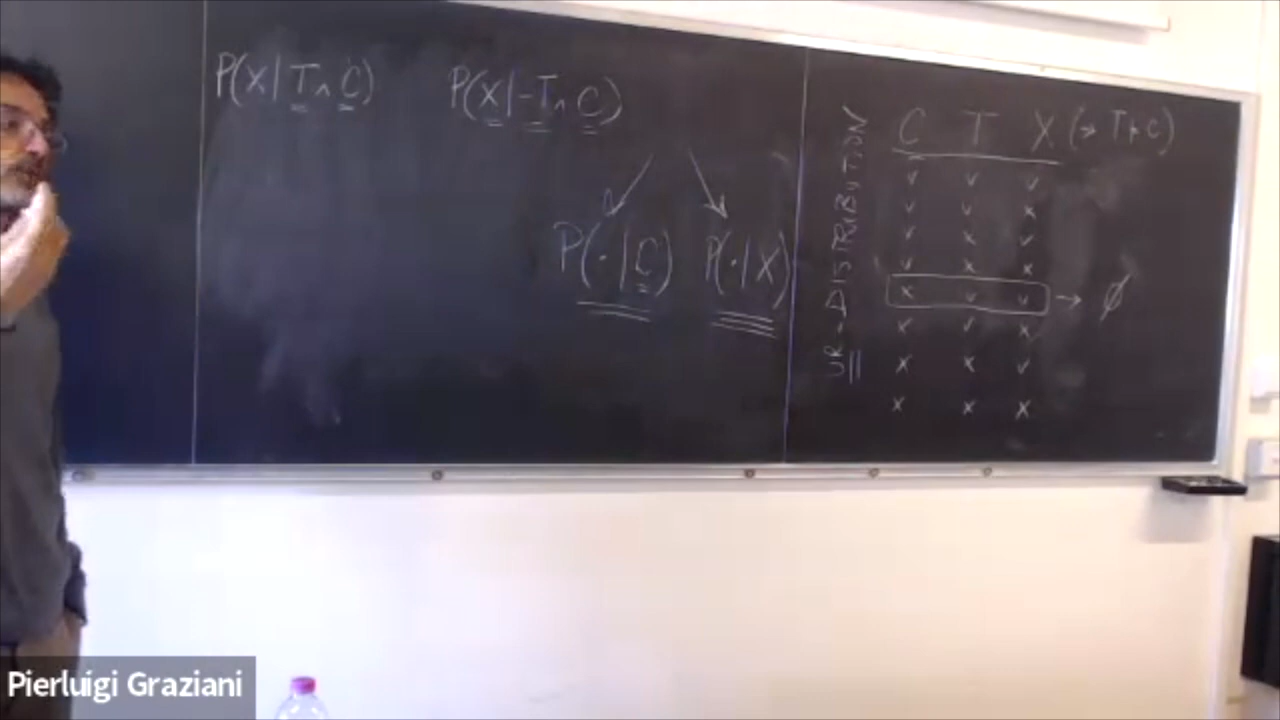 P(X|T∧C) P(X|¬T∧C)
P(·|C) P(·|X)
UR-DISTRIBUTION
C T X (→ T⊢C)
v v v
v v x
v x v
v x x
x v v → ∅
x v x
x x v
x x x
Pierluigi Graziani